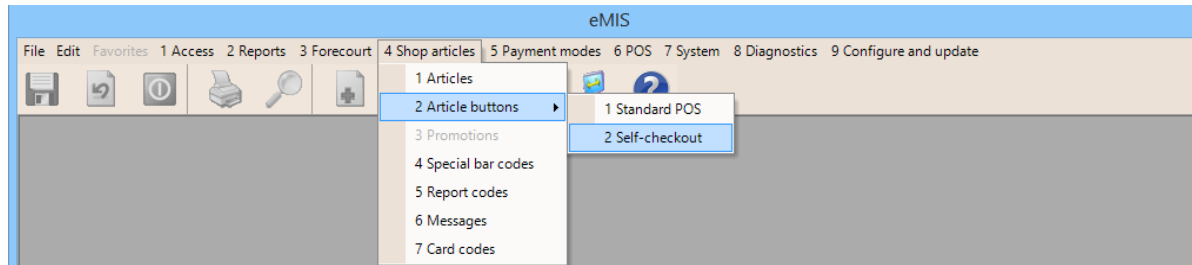 eMIS
File Edit Favorites 1 Access 2 Reports 3 Forecourt 4 Shop articles 5 Payment modes 6 POS 7 System 8 Diagnostics 9 Configure and update
1 Articles
2 Article buttons
1 Standard POS
3 Promotions
2 Self-checkout
4 Special bar codes
5 Report codes
6 Messages
7 Card codes